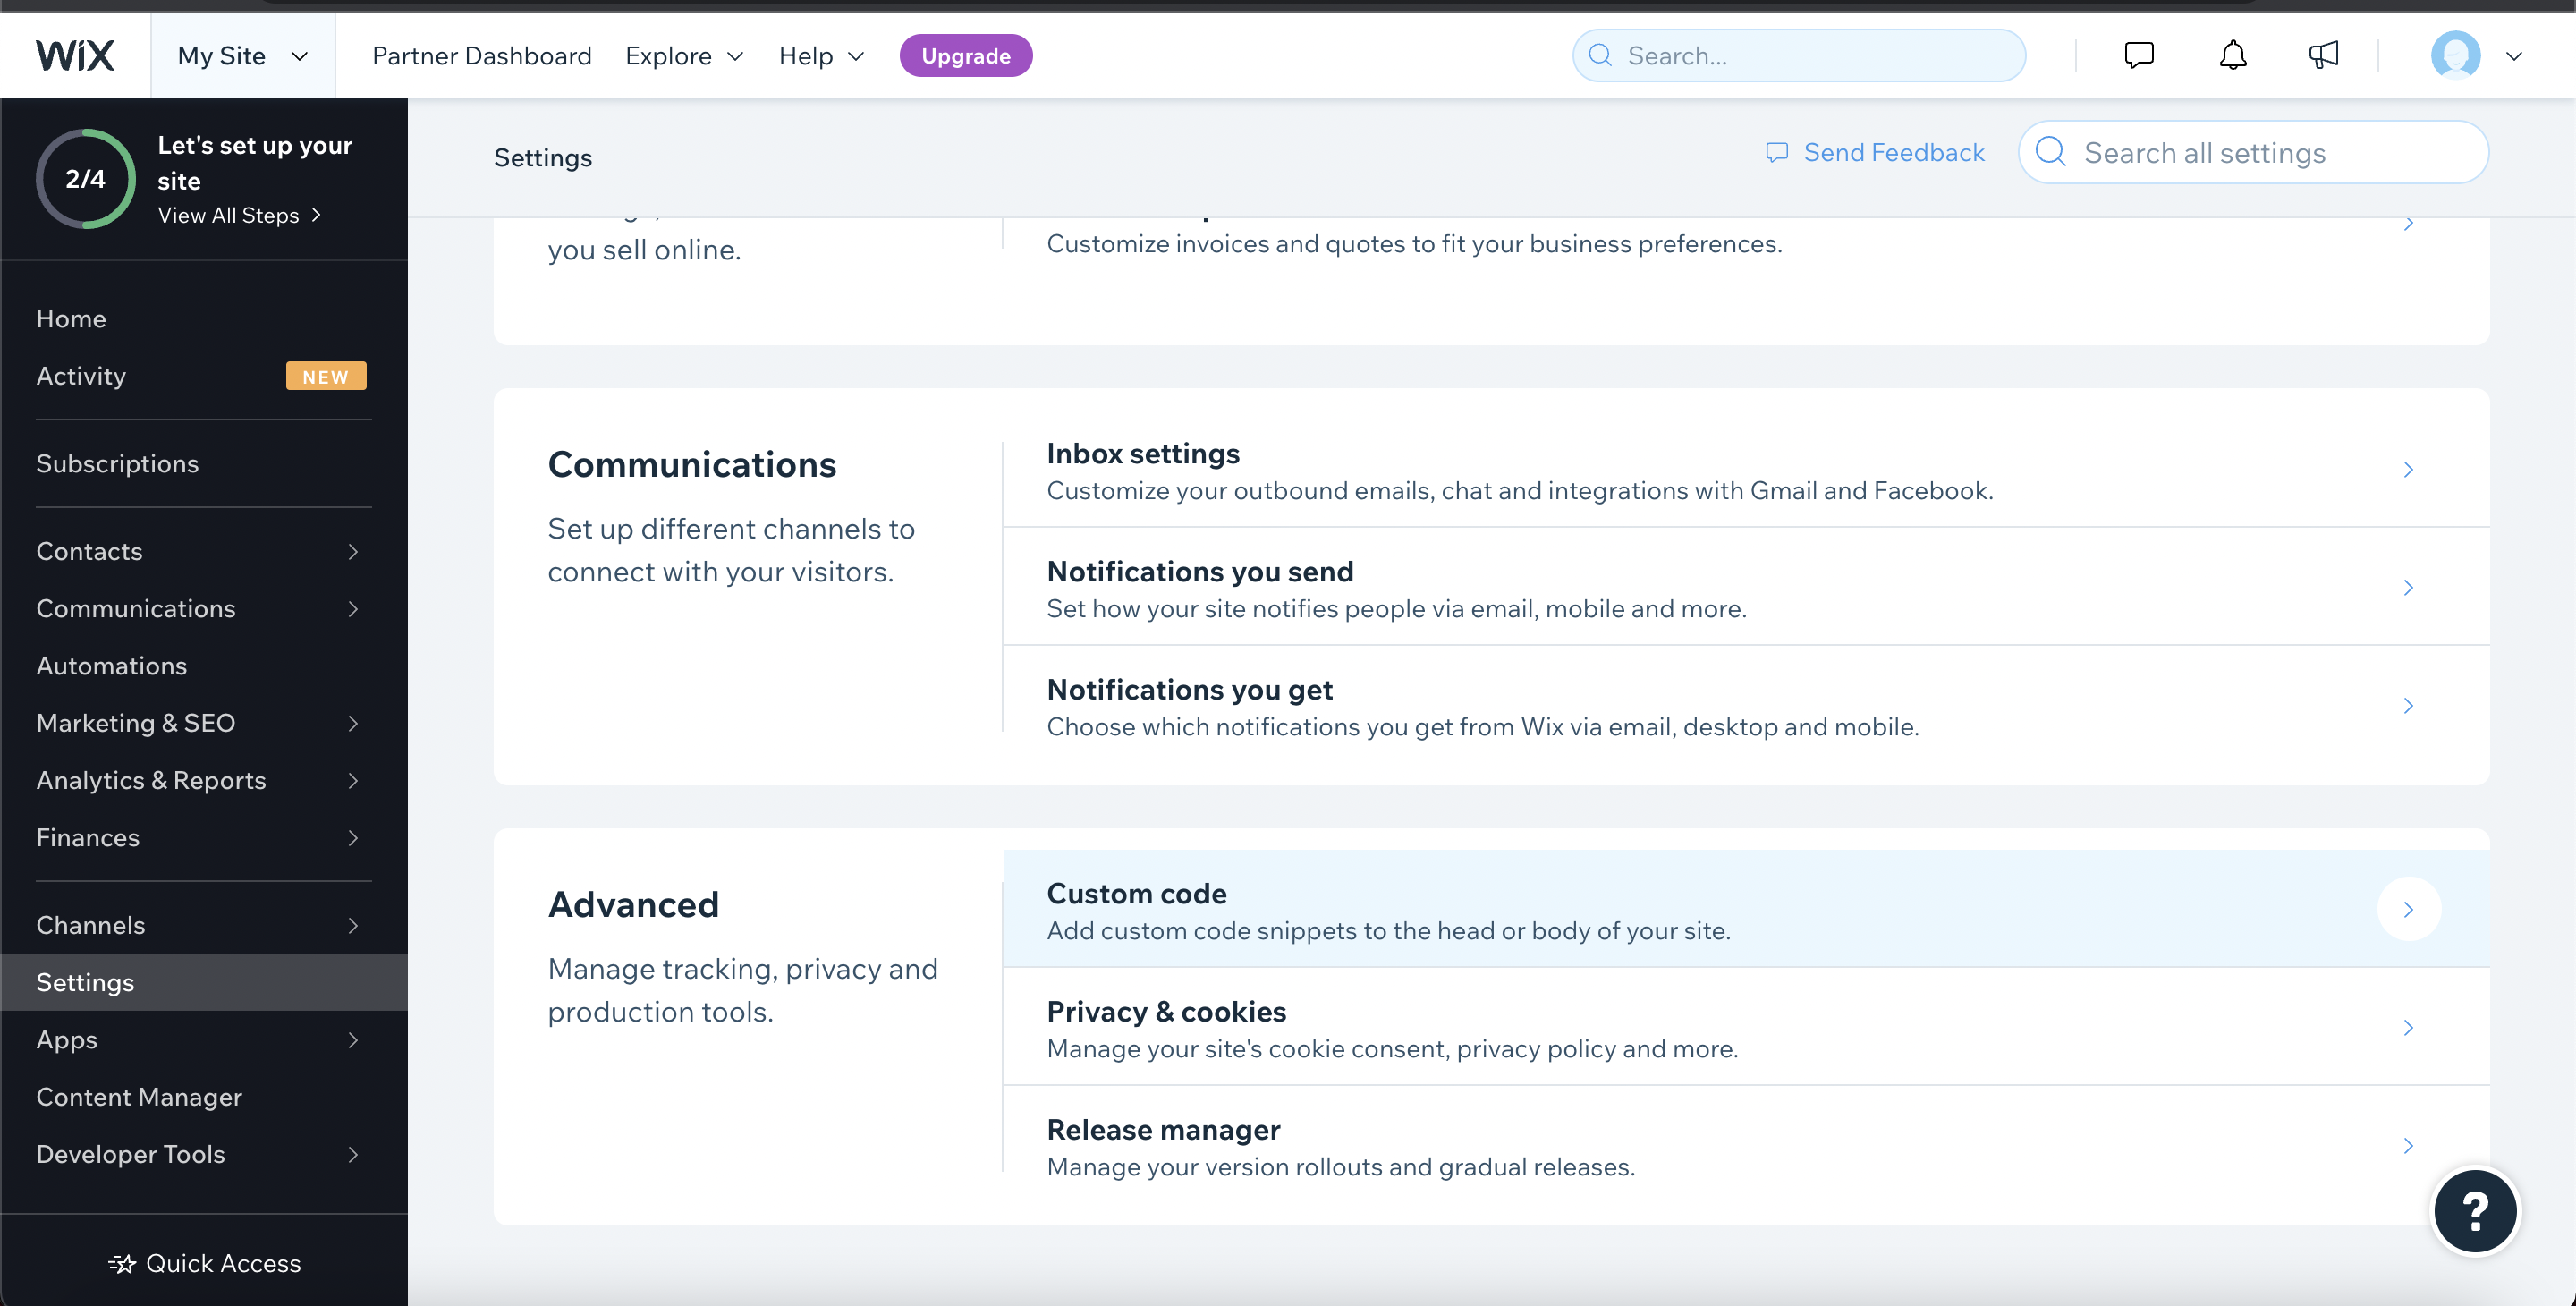 WiX
My Site
Partner Dashboard
Explore
Help
Upgrade
Search...
2/4
Let's set up your
site
View All Steps
Home
Activity
NEW
Subscriptions
Contacts
Communications
Automations
Marketing & SEO
Analytics & Reports
Finances
Channels
Settings
Apps
Content Manager
Developer Tools
Quick Access
Settings
Send Feedback
Search all settings
you sell online.
Customize invoices and quotes to fit your business preferences.
Communications
Set up different channels to
connect with your visitors.
Inbox settings
Customize your outbound emails, chat and integrations with Gmail and Facebook.
Notifications you send
Set how your site notifies people via email, mobile and more.
Notifications you get
Choose which notifications you get from Wix via email, desktop and mobile.
Advanced
Manage tracking, privacy and
production tools.
Custom code
Add custom code snippets to the head or body of your site.
Privacy & cookies
Manage your site's cookie consent, privacy policy and more.
Release manager
Manage your version rollouts and gradual releases.
?